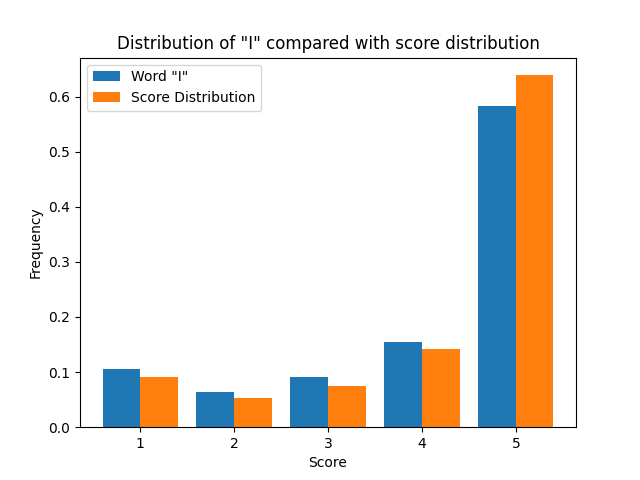 Distribution of "I" compared with score distribution
Word "I"
Score Distribution
Frequency
0.6
0.5
0.4
0.3
0.2
0.1
0.0
1 2 3 4 5
Score